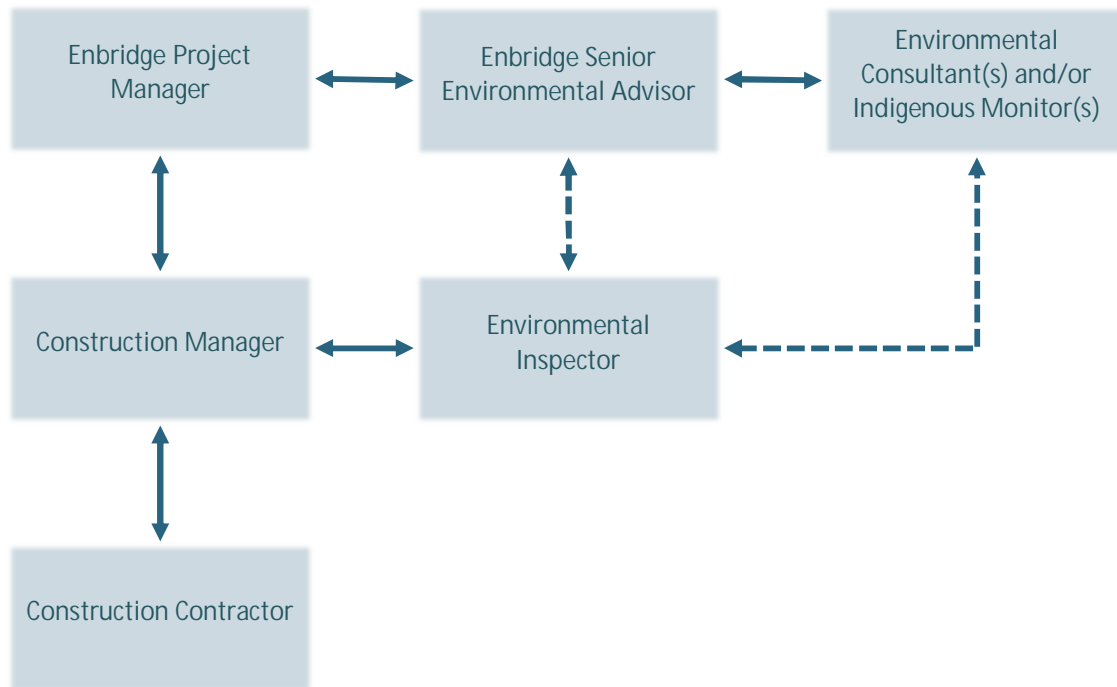 Enbridge Project
Manager
Enbridge Senior
Environmental Advisor
Environmental
Consultant(s) and/or
Indigenous Monitor(s)
Construction Manager
Environmental
Inspector
Construction Contractor